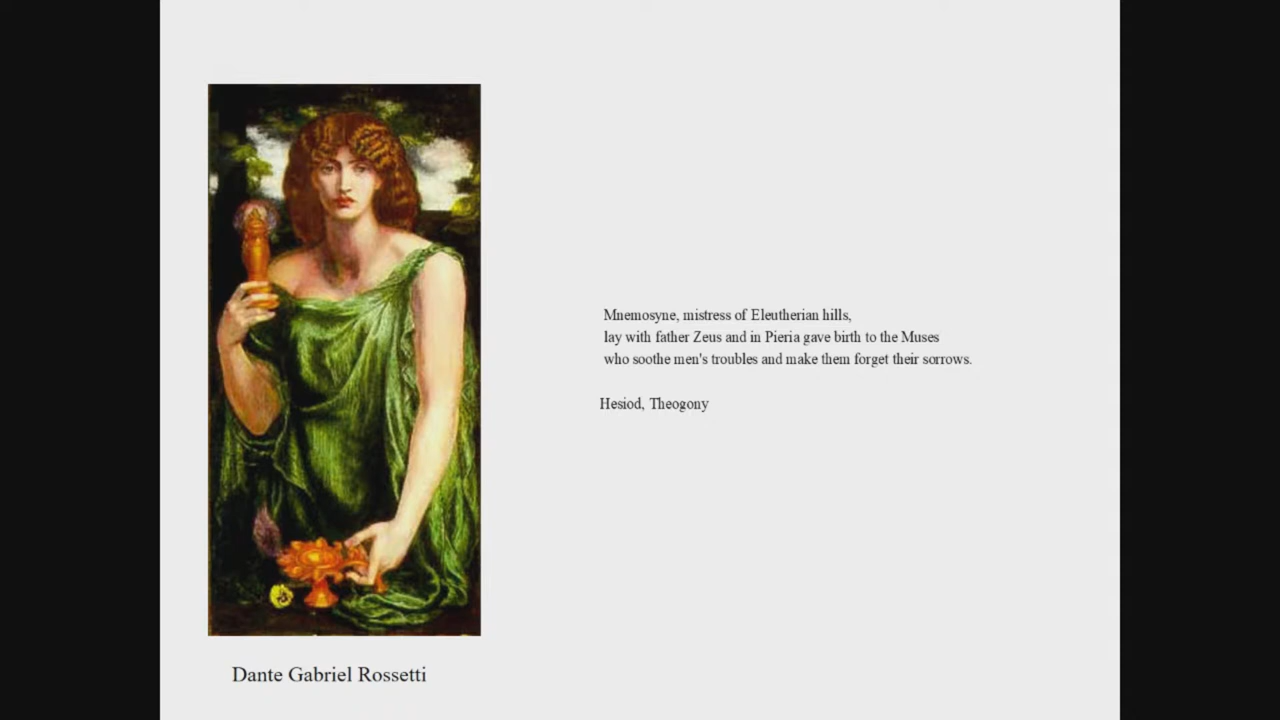 Mnemosyne, mistress of Eleutherian hills,
lay with father Zeus and in Pieria gave birth to the Muses
who soothe men's troubles and make them forget their sorrows.
Hesiod, Theogony
Dante Gabriel Rossetti